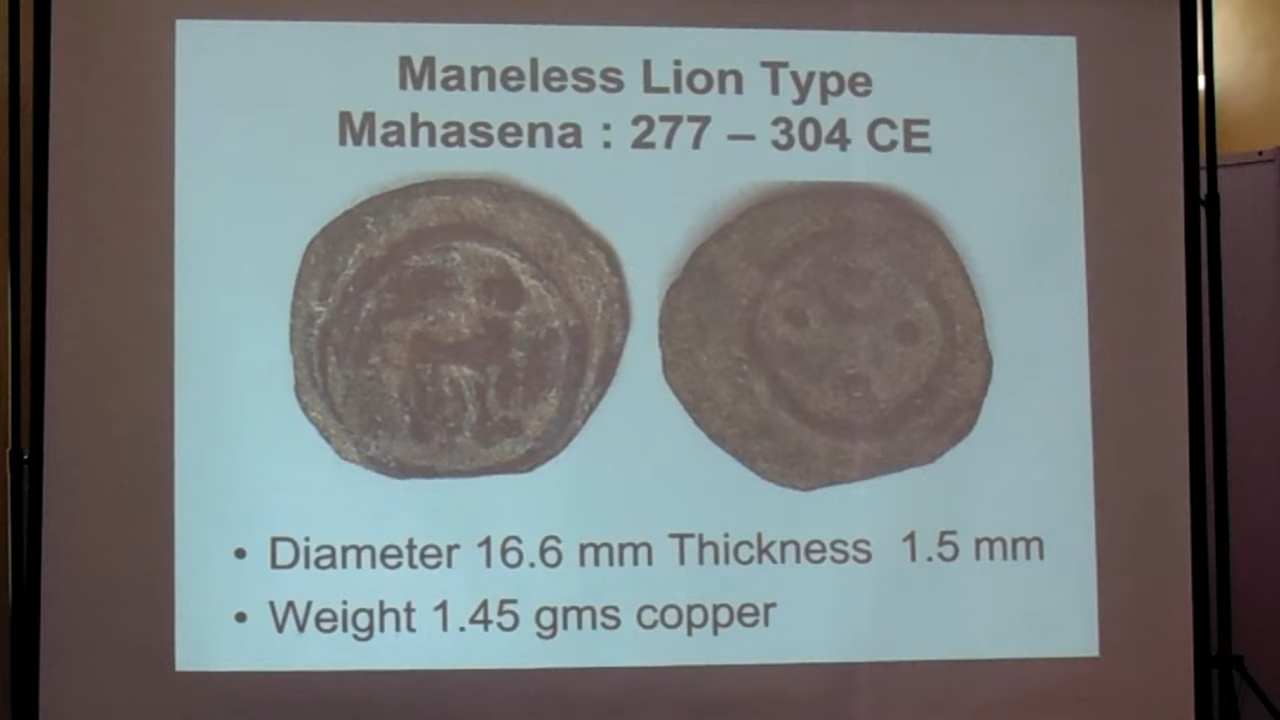 Maneless Lion Type
Mahasena : 277 – 304 CE
• Diameter 16.6 mm Thickness 1.5 mm
• Weight 1.45 gms copper